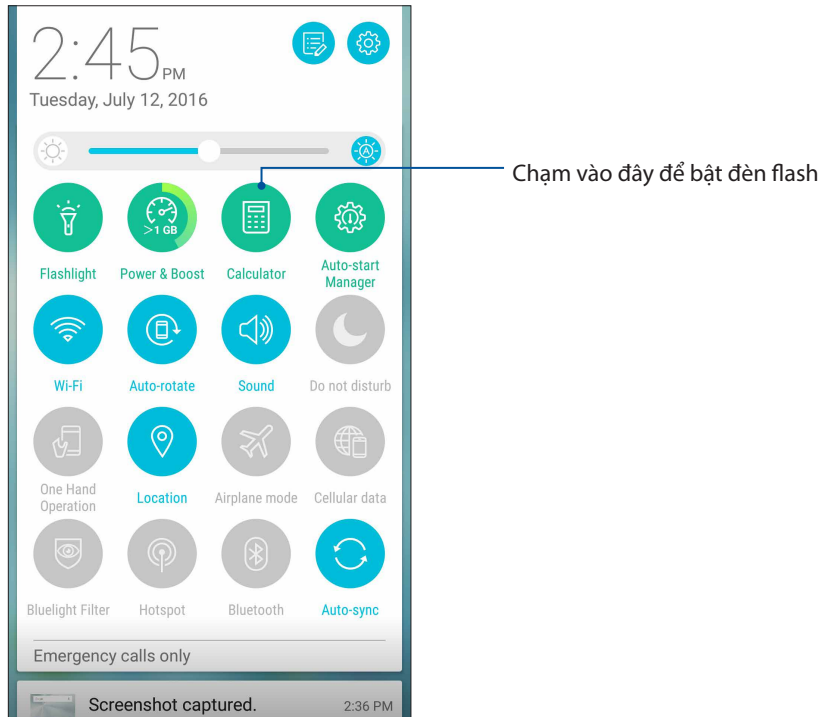 2:45 PM
Tuesday, July 12, 2016
A
Chạm vào đây để bật đèn flash
>1 GB
Flashlight
Power & Boost
Calculator
Auto-start
Manager
Wi-Fi
Auto-rotate
Sound
Do not disturb
One Hand
Operation
Location
Airplane mode
Cellular data
Bluelight Filter
Hotspot
Bluetooth
Auto-sync
Emergency calls only
Screenshot captured.
2:36 PM